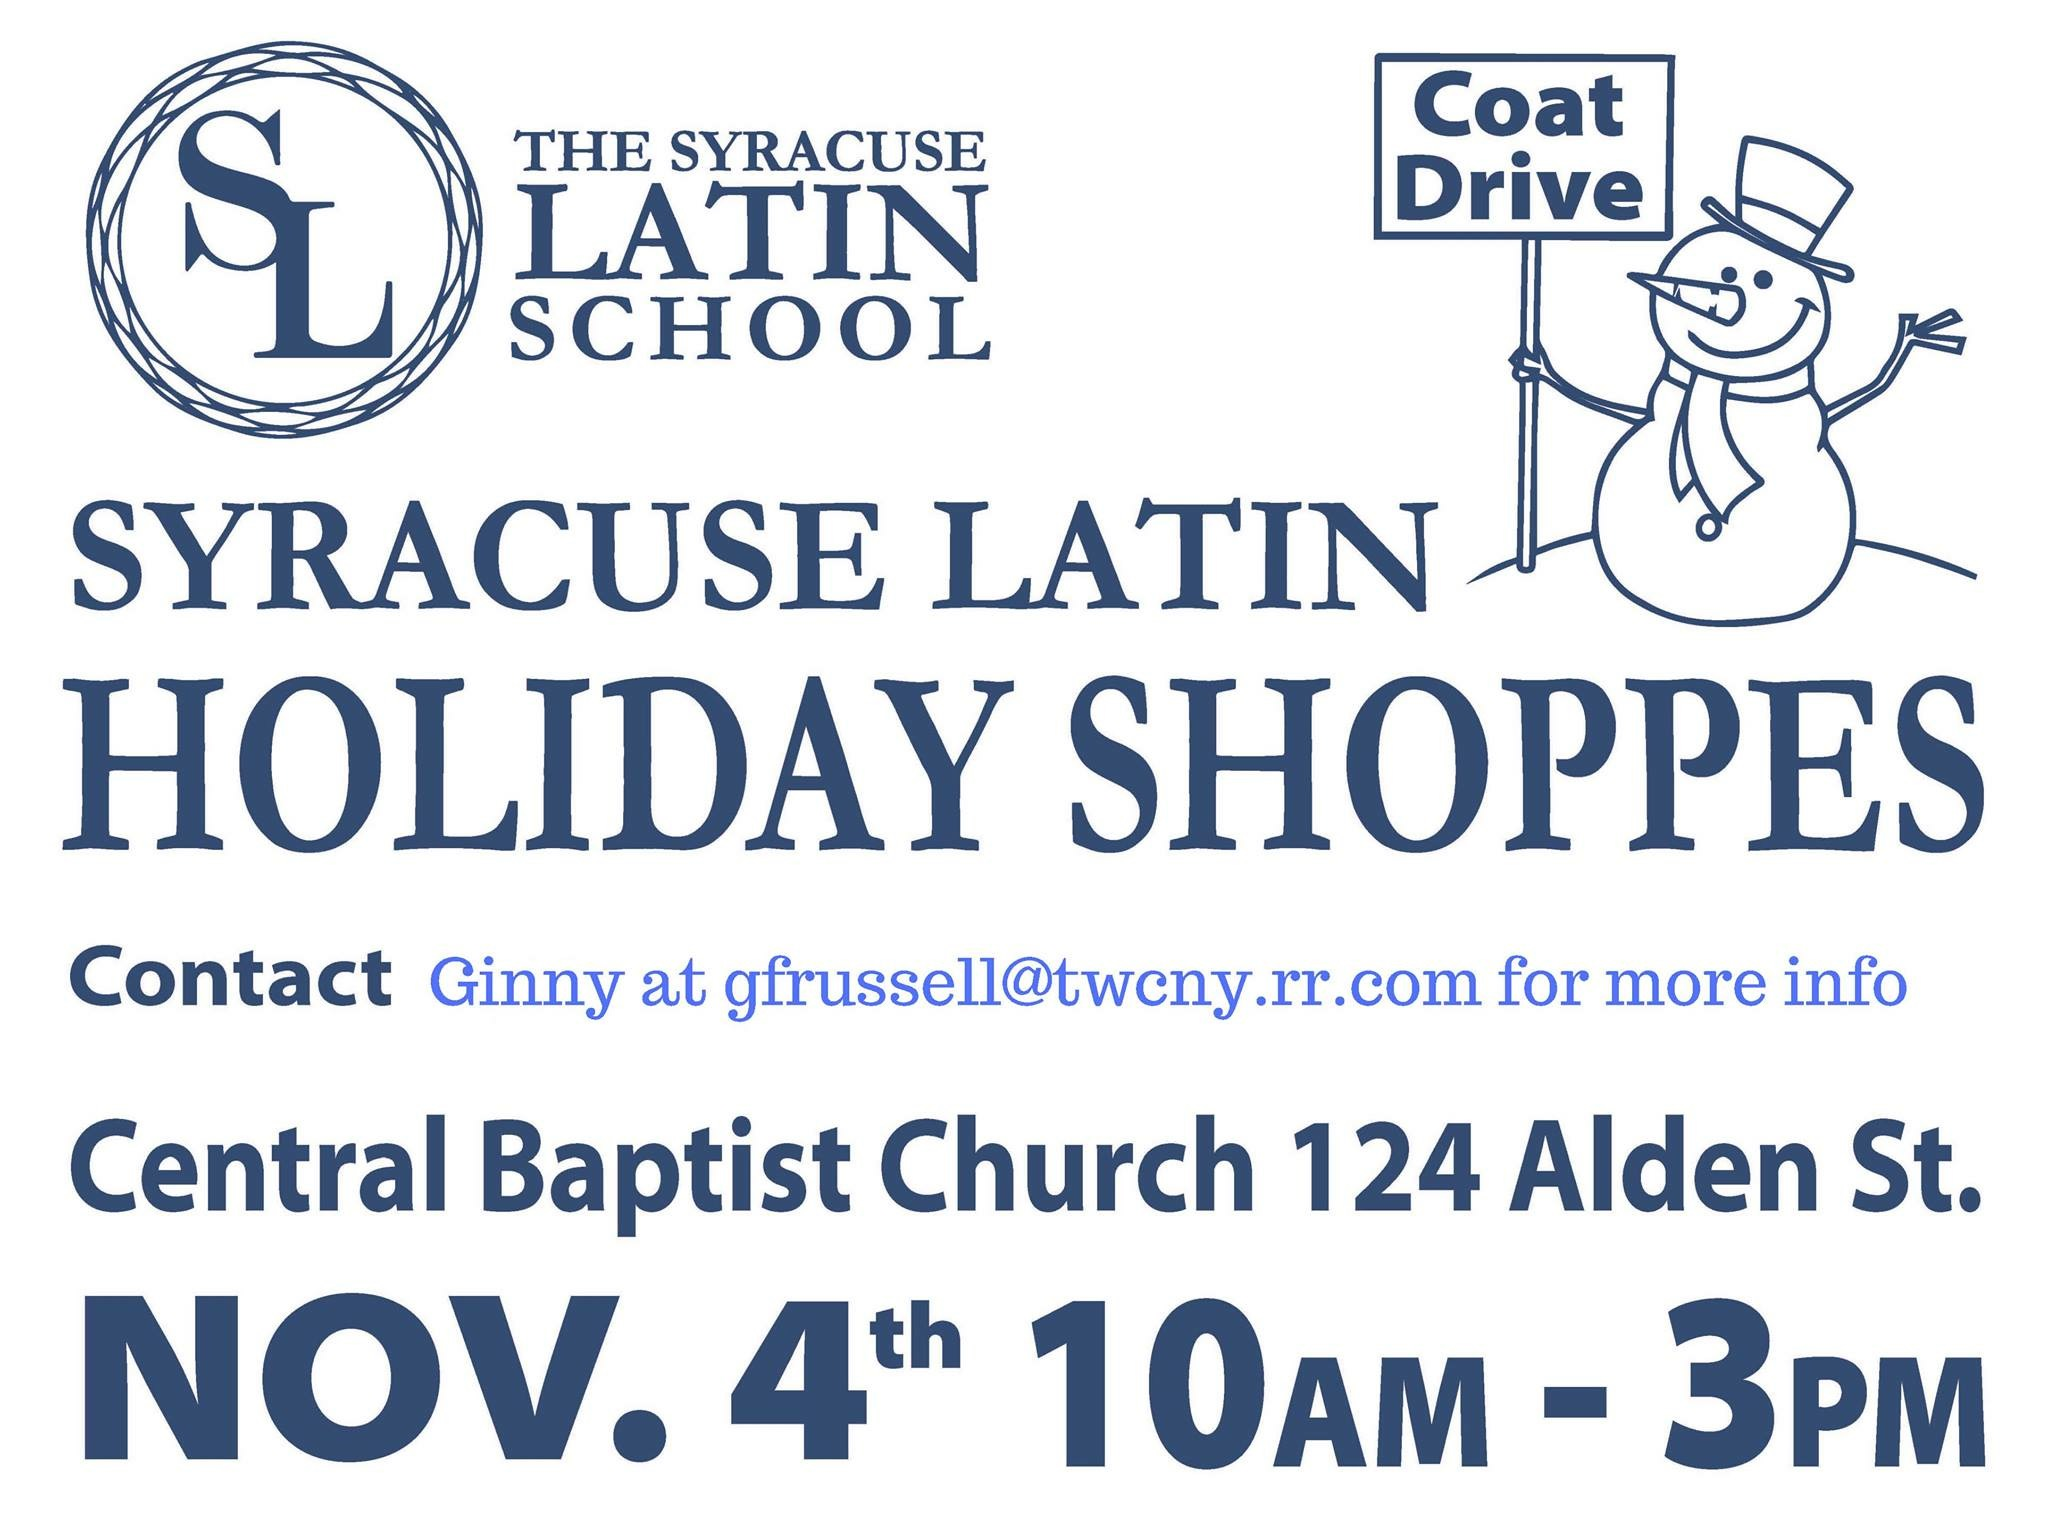 SL
THE SYRACUSE
LATIN
SCHOOL
Coat
Drive
SYRACUSE LATIN
HOLIDAY SHOPPES
Contact Ginny at gfrussell@twcny.rr.com for more info
Central Baptist Church 124 Alden St.
NOV. 4th 10AM - 3PM